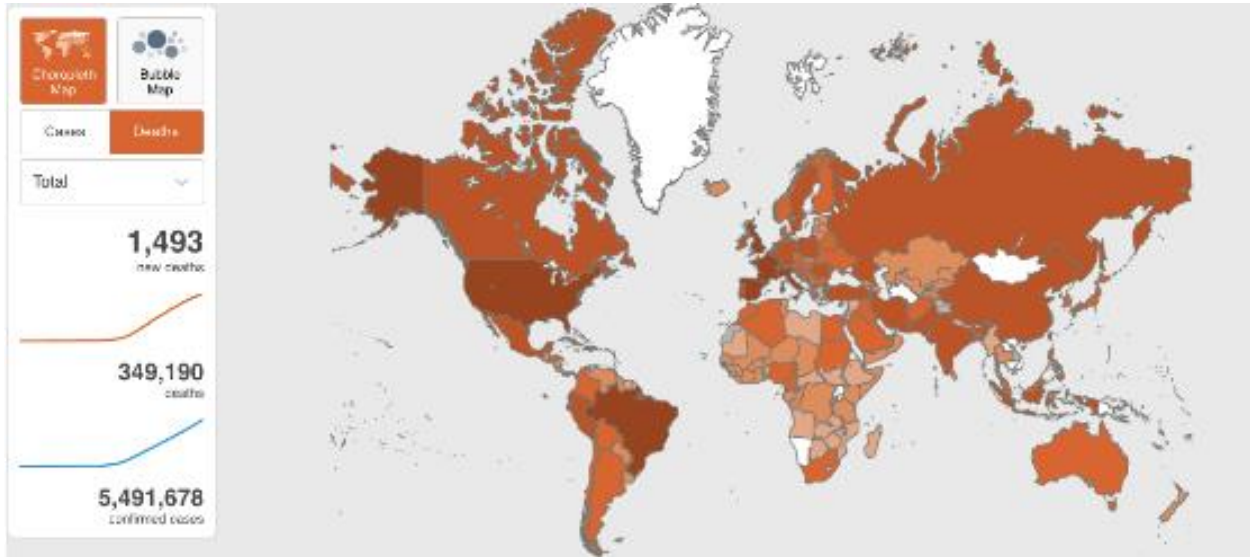 Choropleth
Map
Bubble
Map
Cases
Deaths
Total
1,493
new deaths
349,190
deaths
5,491,678
confirmed cases